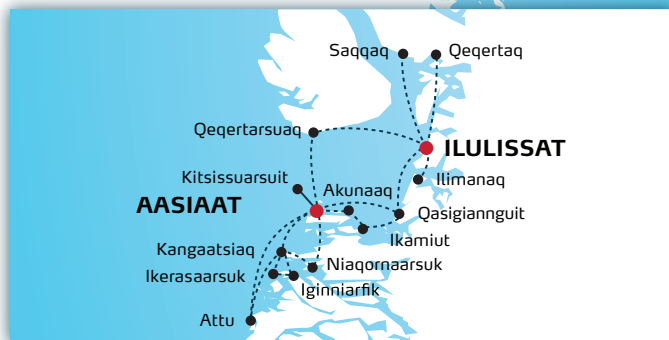 Saqqaq
Qeqertaq
Qeqertarsuaq
ILULISSAT
Kitsissuarsuit
Ilimanaq
Akunaaq
AASIAAT
Qasigiannguit
Ikamiut
Kangaatsiaq
Niaqornaarsuk
Ikerasaarsuk
Iginniarfik
Attu